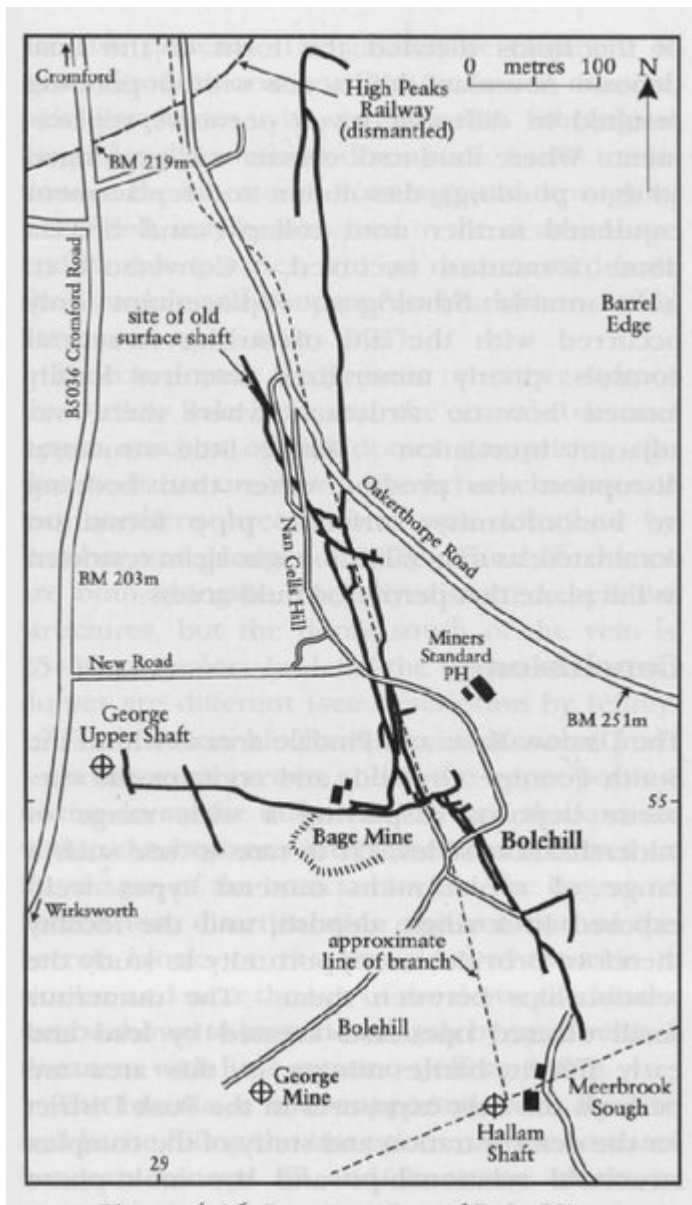 Cromford
0 metres 100
N
High Peaks
Railway
(dismantled)
BM 219m
B5036 Cromford Road
site of old
surface shaft
Barrel
Edge
Oakerthorpe Road
Nan Gells Hill
BM 203m
New Road
Miners
Standard
PH
BM 251m
George
Upper Shaft
55
Bage Mine
Bolehill
Wirksworth
approximate
line of branch
Bolehill
George
Mine
Meerbrook
Sough
Hallam
Shaft
29